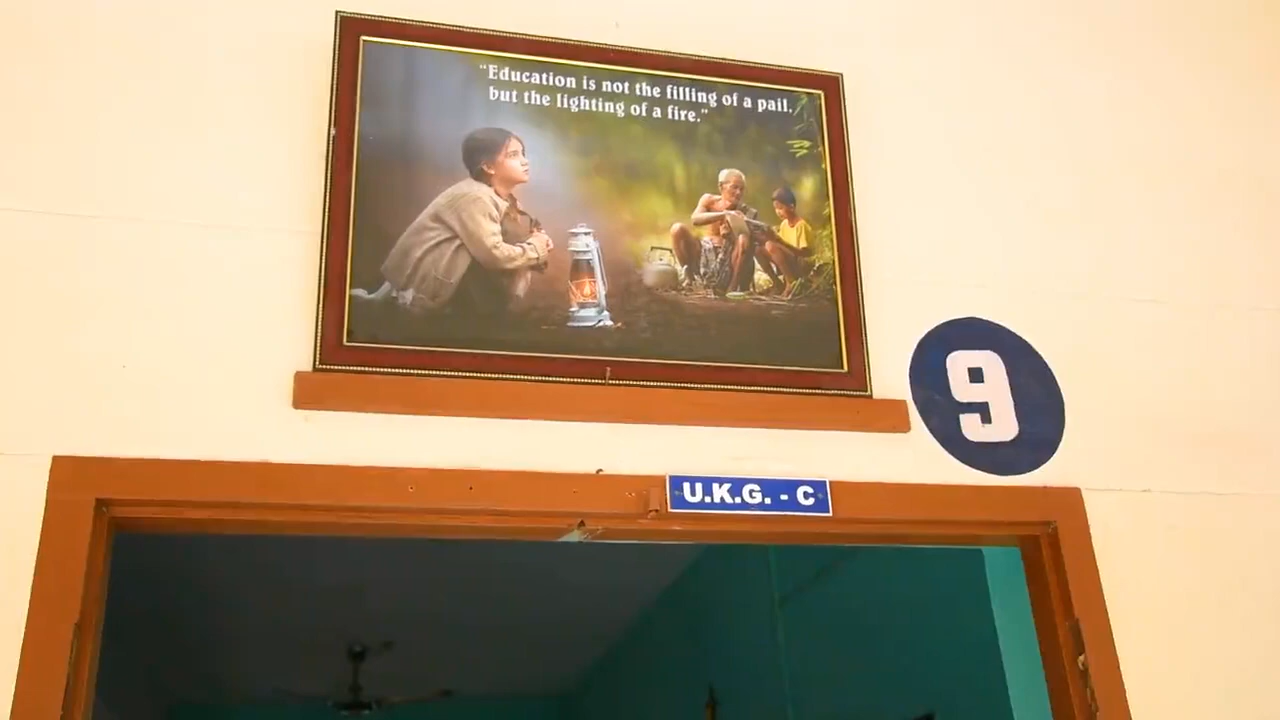 “Education is not the filling of a pail,
but the lighting of a fire.”
9
U.K.G. - C